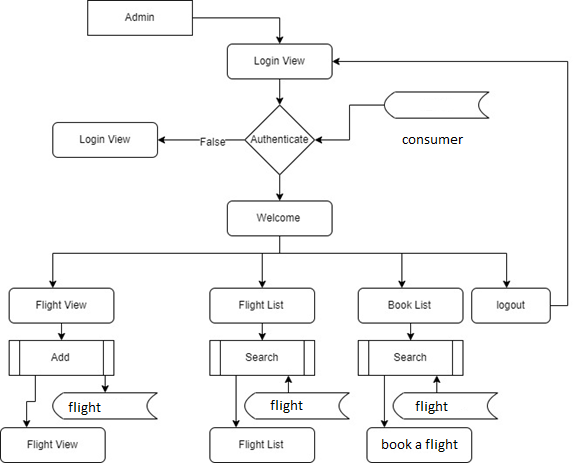 Admin
Login View
Login View
False
Authenticate
consumer
Welcome
Flight View
Flight List
Book List
logout
Add
Search
Search
flight
flight
flight
Flight View
Flight List
book a flight